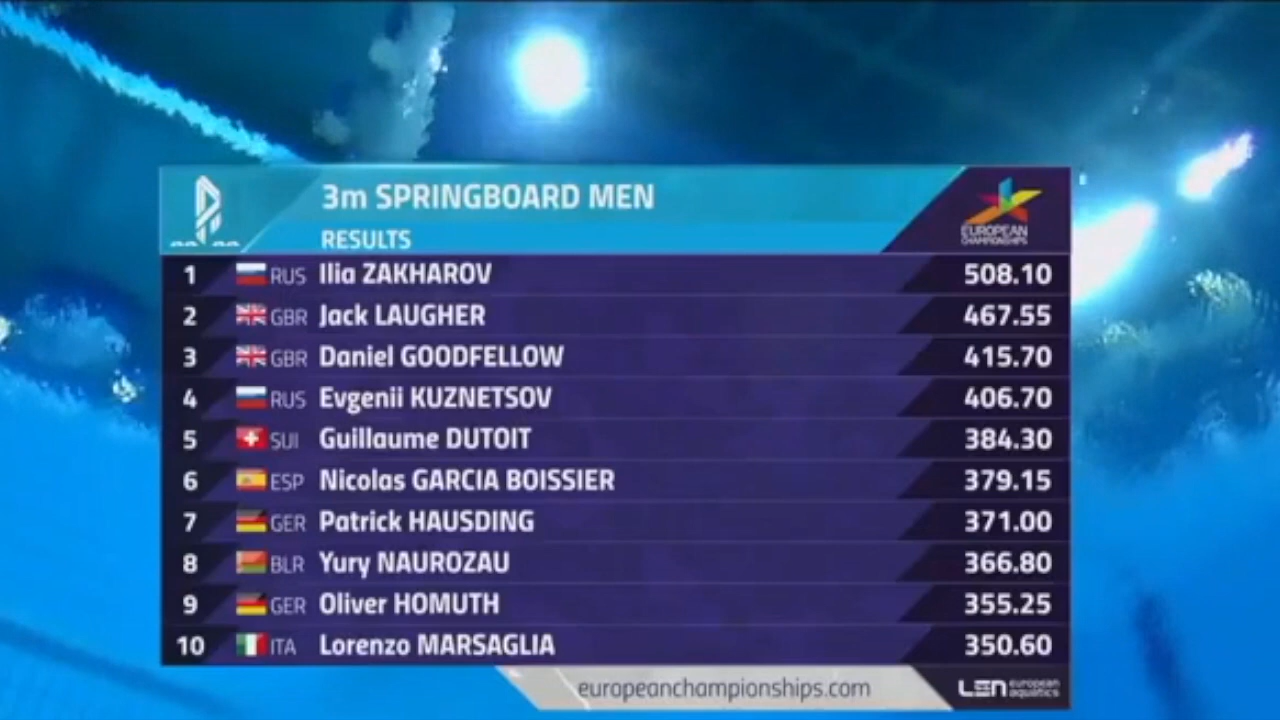 3m SPRINGBOARD MEN
RESULTS
EUROPEAN
CHAMPIONSHIPS
1 RUS Ilia ZAKHAROV 508.10
2 GBR Jack LAUGHER 467.55
3 GBR Daniel GOODFELLOW 415.70
4 RUS Evgenii KUZNETSOV 406.70
5 SUI Guillaume DUTOIT 384.30
6 ESP Nicolas GARCIA BOISSIER 379.15
7 GER Patrick HAUSDING 371.00
8 BLR Yury NAUROZAU 366.80
9 GER Oliver HOMUTH 355.25
10 ITA Lorenzo MARSAGLIA 350.60
europeanchampionships.com
LEN european
aquatics